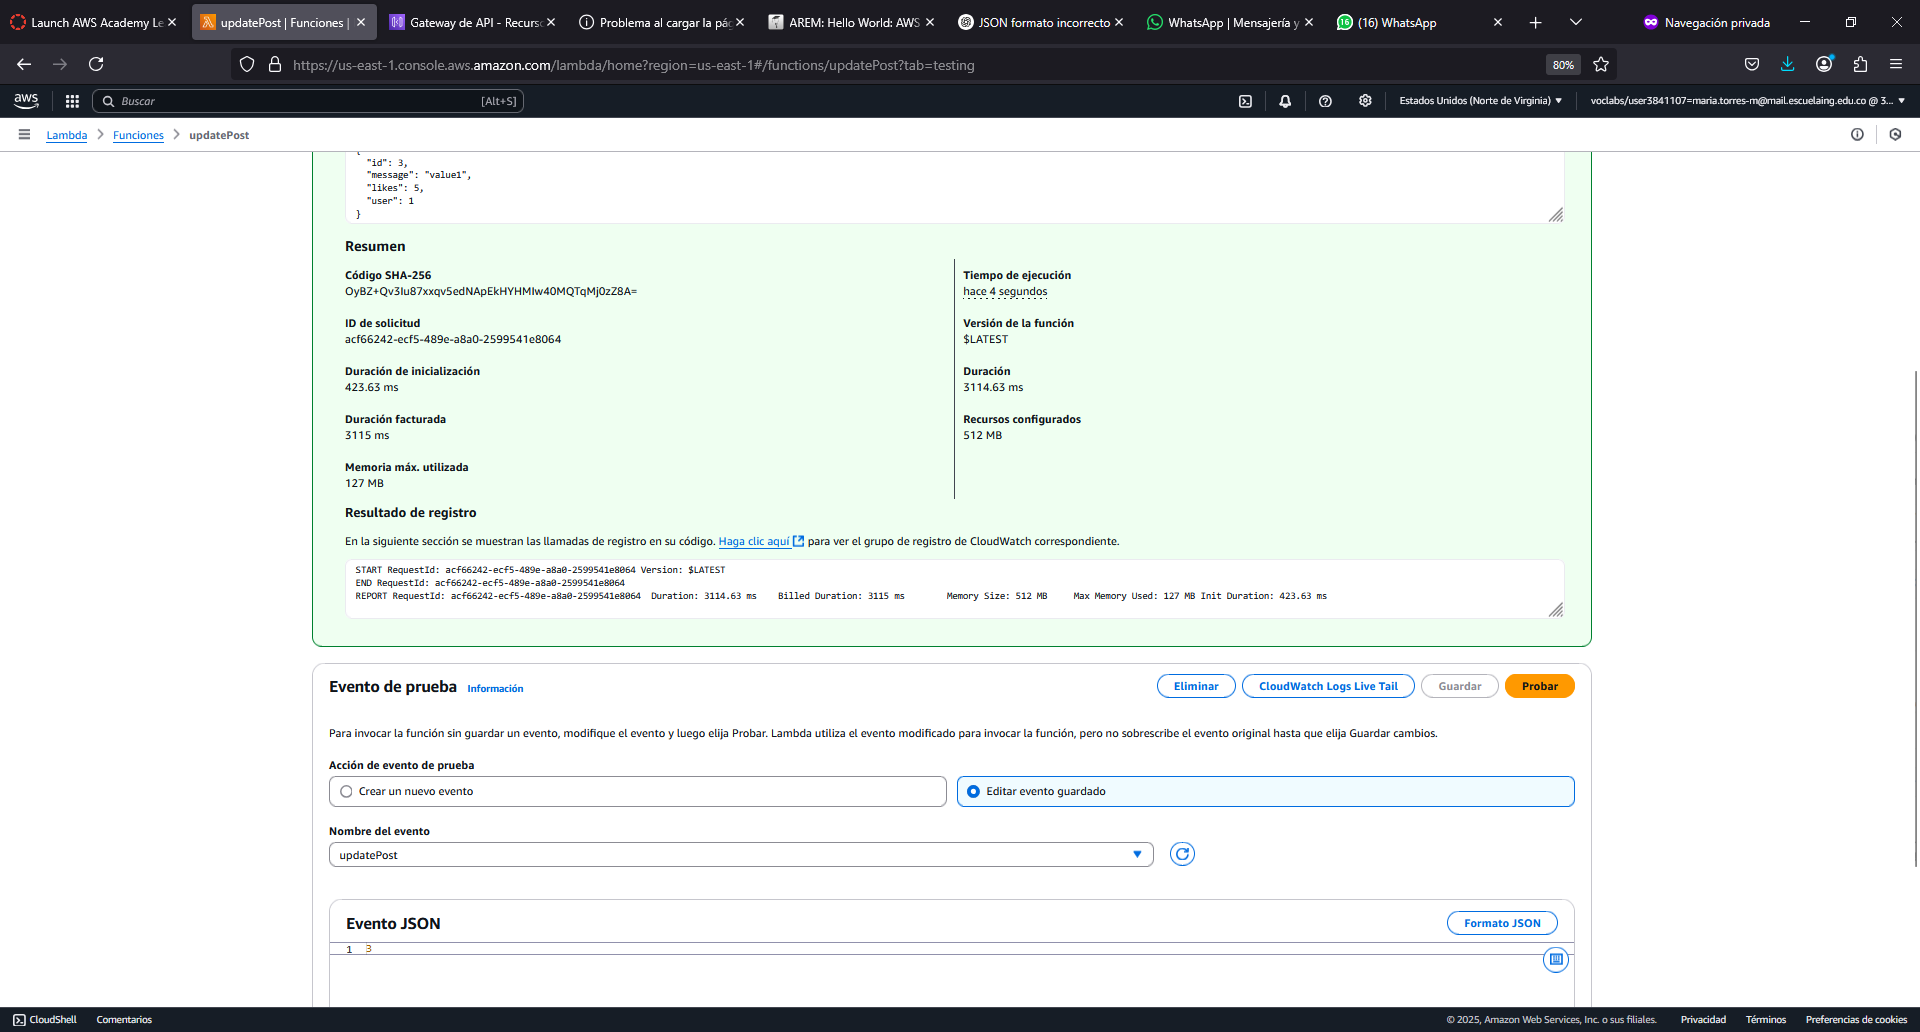 Launch AWS Academy Le
updatePost | Funciones |
Gateway de API - Recurso
Problema al cargar la pág
AREM: Hello World: AWS
JSON formato incorrecto
WhatsApp | Mensajería y
(16) WhatsApp
Navegación privada
https://us-east-1.console.aws.amazon.com/lambda/home?region=us-east-1#/functions/updatePost?tab=testing
80%
aws
Buscar
[Alt+S]
Estados Unidos (Norte de Virginia)
voclabs/user3841107=maria.torres-m@mail.escuelaing.edu.co @ 3...
Lambda
Funciones
updatePost
{
"id": 3,
"message": "value1",
"likes": 5,
"user": 1
}
Resumen
Código SHA-256
OyBZ+Qv3Iu87xxqv5edNApEkHYHMIw40MQTqMj0zZ8A=
Tiempo de ejecución
hace 4 segundos
ID de solicitud
acf66242-ecf5-489e-a8a0-2599541e8064
Versión de la función
$LATEST
Duración de inicialización
423.63 ms
Duración
3114.63 ms
Duración facturada
3115 ms
Recursos configurados
512 MB
Memoria máx. utilizada
127 MB
Resultado de registro
En la siguiente sección se muestran las llamadas de registro en su código. Haga clic aquí para ver el grupo de registro de CloudWatch correspondiente.
START RequestId: acf66242-ecf5-489e-a8a0-2599541e8064 Version: $LATEST
END RequestId: acf66242-ecf5-489e-a8a0-2599541e8064
REPORT RequestId: acf66242-ecf5-489e-a8a0-2599541e8064 Duration: 3114.63 ms Billed Duration: 3115 ms Memory Size: 512 MB Max Memory Used: 127 MB Init Duration: 423.63 ms
Evento de prueba
Información
Eliminar
CloudWatch Logs Live Tail
Guardar
Probar
Para invocar la función sin guardar un evento, modifique el evento y luego elija Probar. Lambda utiliza el evento modificado para invocar la función, pero no sobrescribe el evento original hasta que elija Guardar cambios.
Acción de evento de prueba
Crear un nuevo evento
Editar evento guardado
Nombre del evento
updatePost
Evento JSON
Formato JSON
1 3
CloudShell
Comentarios
© 2025, Amazon Web Services, Inc. o sus filiales.
Privacidad
Términos
Preferencias de cookies